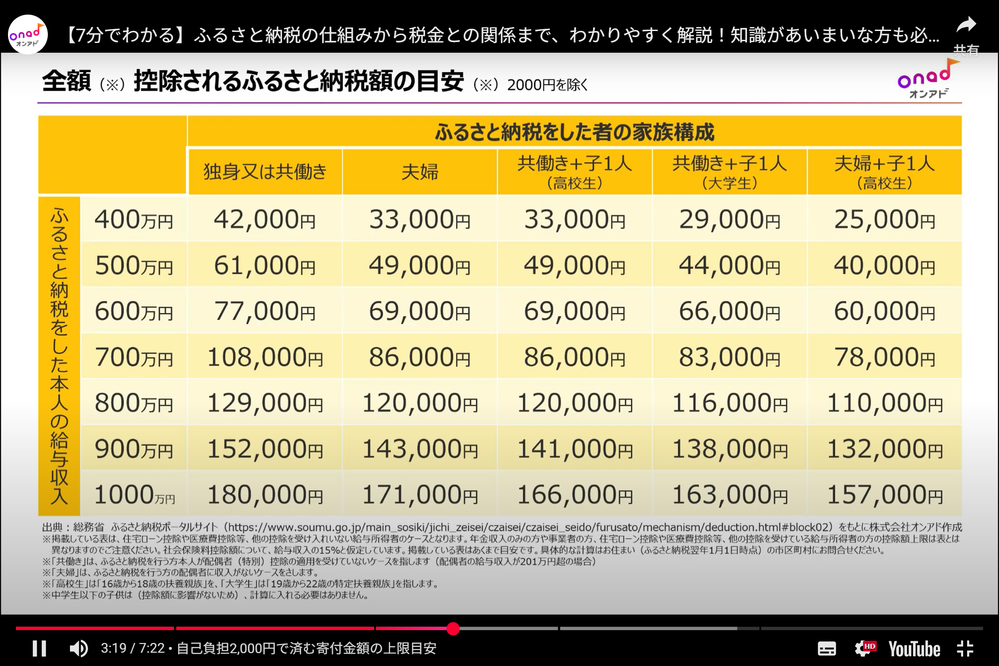 onad
オンアド
【7分でわかる】ふるさと納税の仕組みから税金との関係まで、わかりやすく解説！知識があいまいな方も必...
共有
全額（※）控除されるふるさと納税額の目安（※）2000円を除く
onad
オンアド
ふるさと納税をした者の家族構成
独身又は共働き 夫婦 共働き+子1人（高校生） 共働き+子1人（大学生） 夫婦+子1人（高校生）
ふるさと納税をした本人の給与収入
400万円 42,000円 33,000円 33,000円 29,000円 25,000円
500万円 61,000円 49,000円 49,000円 44,000円 40,000円
600万円 77,000円 69,000円 69,000円 66,000円 60,000円
700万円 108,000円 86,000円 86,000円 83,000円 78,000円
800万円 129,000円 120,000円 120,000円 116,000円 110,000円
900万円 152,000円 143,000円 141,000円 138,000円 132,000円
1000万円 180,000円 171,000円 166,000円 163,000円 157,000円
出典：総務省 ふるさと納税ポータルサイト（https://www.soumu.go.jp/main_sosiki/jichi_zeisei/czaisei/czaisei_seido/furusato/mechanism/deduction.html#block02）をもとに株式会社オンアド作成
※掲載している表は、住宅ローン控除や医療費控除等、他の控除を受け入れいない給与所得者のケースとなります。年金収入のみの方や事業者の方、住宅ローン控除や医療費控除等、他の控除を受けている給与所得者の方の控除額上限は表とは
異なりますのでご注意ください。社会保険料控除額について、給与収入の15%と仮定しています。掲載している表はあくまで目安です。具体的な計算はお住まい（ふるさと納税翌年1月1日時点）の市区町村にお問合せください。
※「共働き」は、ふるさと納税を行う方本人が配偶者（特別）控除の適用を受けていないケースを指します（配偶者の給与収入が201万円超の場合）
※「夫婦」は、ふるさと納税を行う方の配偶者に収入がないケースをさします。
※「高校生」は「16歳から18歳の扶養親族」を、「大学生」は「19歳から22歳の特定扶養親族」を指します。
※中学生以下の子供は（控除額に影響がないため）、計算に入れる必要はありません。
3:19 / 7:22 • 自己負担2,000円で済む寄付金額の上限目安
HD
YouTube